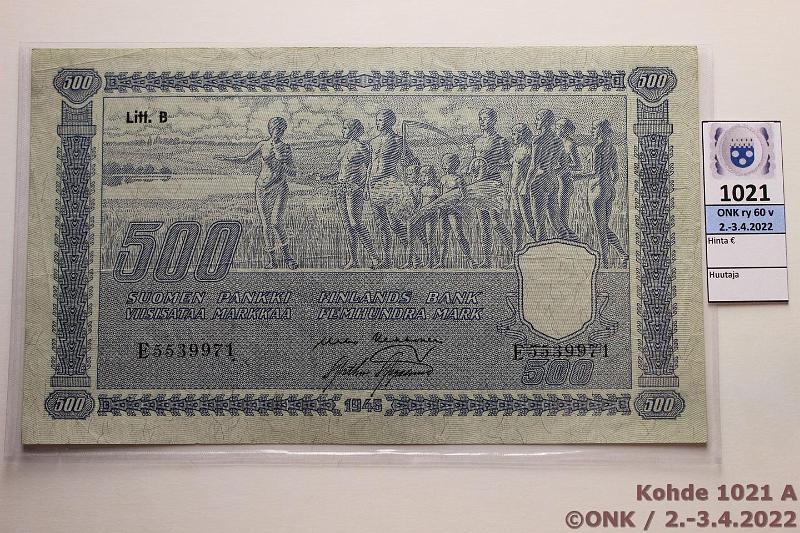 500
500
Litt. B
500
SUOMEN PANKKI
VIISISATAA MARKKAA
FINLANDS BANK
FEMHUNDRA MARK
E5539971
E5539971
500
500
1945
500
1021
ONK ry 60 v
2.-3.4.2022
Hinta €
Huutaja
Kohde 1021 A
©ONK / 2.-3.4.2022